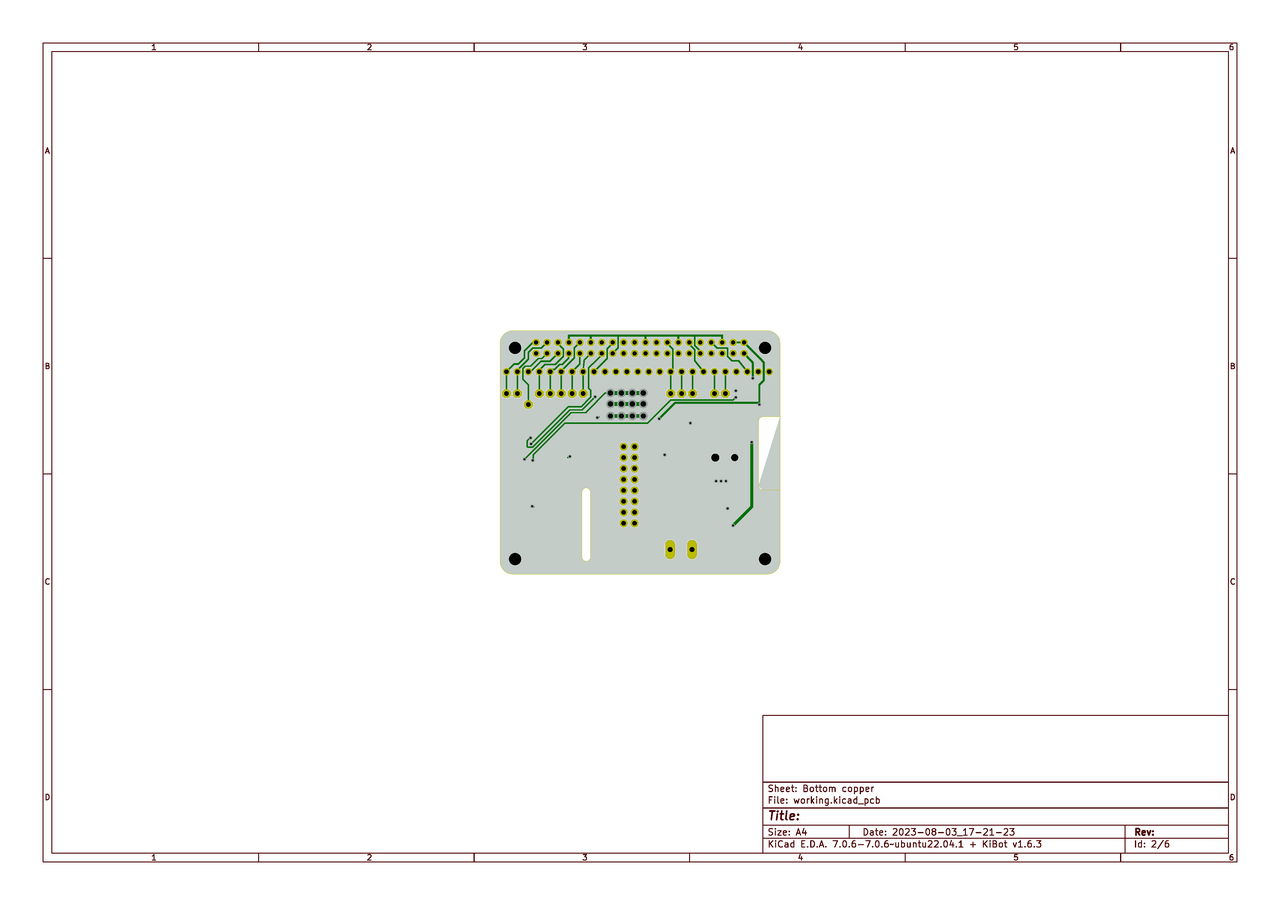 1 2 3 4 5 6
A A
B B
C C
Sheet: Bottom copper
File: working.kicad_pcb
D D
Title:
Size: A4 Date: 2023-08-03_17-21-23 Rev:
KiCad E.D.A. 7.0.6-7.0.6~ubuntu22.04.1 + KiBot v1.6.3 Id: 2/6
1 2 3 4 5 6